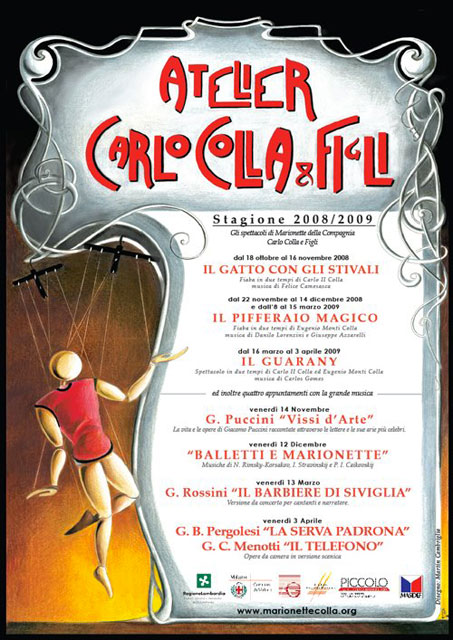 ATELIER
CARLO COLLA & FIGLI
Stagione 2008/2009
Gli spettacoli di Marionette della Compagnia
Carlo Colla e Figli
dal 18 ottobre al 16 novembre 2008
IL GATTO CON GLI STIVALI
Fiaba in due tempi di Carlo II Colla
musica di Felice Camesasca
dal 22 novembre al 14 dicembre 2008
e dall'8 al 15 marzo 2009
IL PIFFERAIO MAGICO
Fiaba in due tempi di Eugenio Monti Colla
musica di Danilo Lorenzini e Giuseppe Azzarelli
dal 16 marzo al 3 aprile 2009
IL GUARANY
Spettacolo in due tempi di Carlo II Colla ed Eugenio Monti Colla
musica di Carlos Gomes
ed inoltre quattro appuntamenti con la grande musica
venerdì 14 Novembre
G. Puccini "Vissi d'Arte"
La vita e le opere di Giacomo Puccini raccontate attraverso le lettere e le sue arie più celebri.
venerdì 12 Dicembre
"BALLETTI E MARIONETTE"
Musiche di N. Rimsky-Korsakov, I. Stravinskij e P. I. Caikovskij
venerdì 13 Marzo
G. Rossini "IL BARBIERE DI SIVIGLIA"
Versione da concerto per cantanti e narratore.
venerdì 3 Aprile
G. B. Pergolesi "LA SERVA PADRONA"
G. C. Menotti "IL TELEFONO"
Opere da camera in versione scenica
RegioneLombardia
Milano
PICCOLO
MASDEF
www.marionettecolla.org
Disegno: Martin Cambriglia